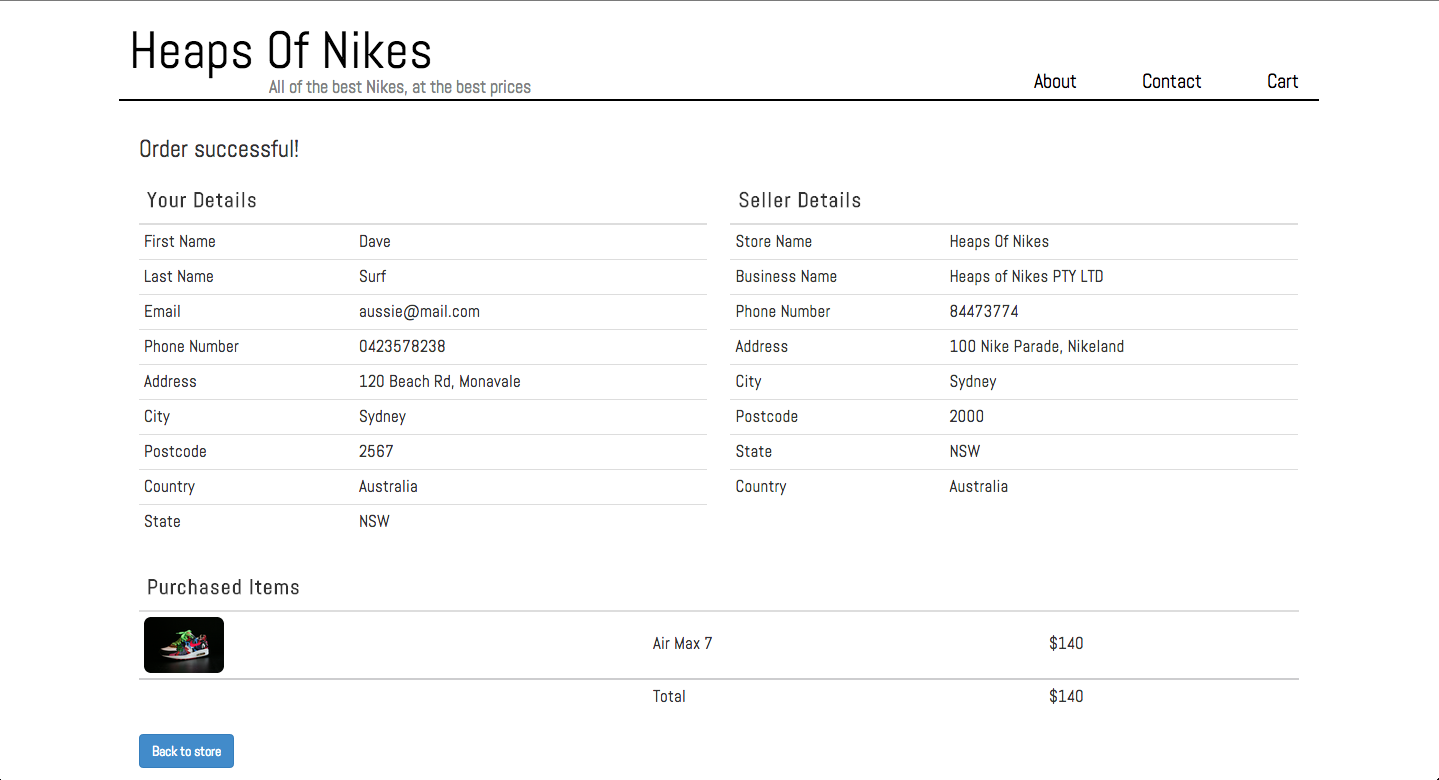 Heaps Of Nikes
All of the best Nikes, at the best prices
About Contact Cart
Order successful!
Your Details
First Name Dave
Last Name Surf
Email aussie@mail.com
Phone Number 0423578238
Address 120 Beach Rd, Monavale
City Sydney
Postcode 2567
Country Australia
State NSW
Seller Details
Store Name Heaps Of Nikes
Business Name Heaps of Nikes PTY LTD
Phone Number 84473774
Address 100 Nike Parade, Nikeland
City Sydney
Postcode 2000
State NSW
Country Australia
Purchased Items
Air Max 7 $140
Total $140
Back to store